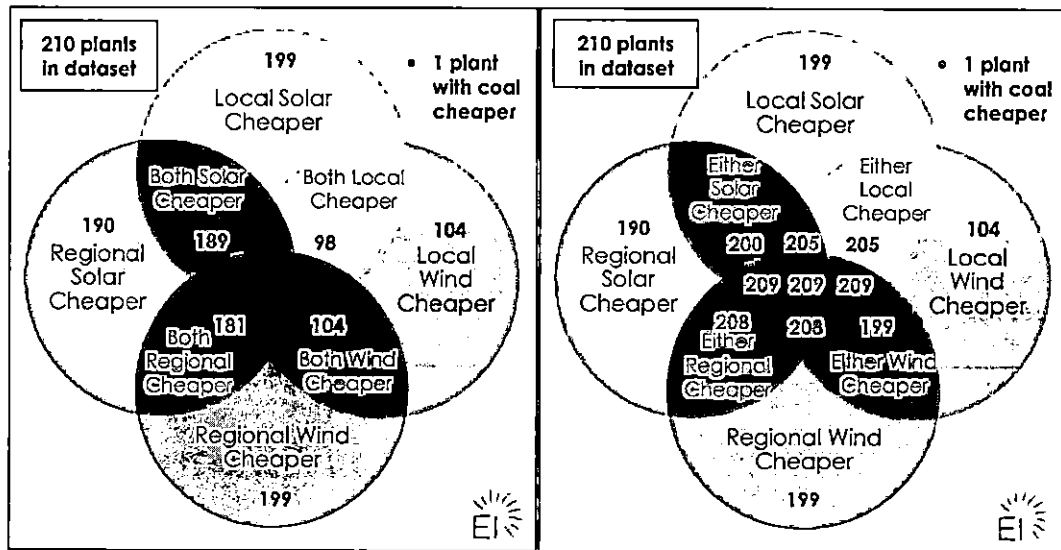 210 plants
in dataset
199
Local Solar
Cheaper
• 1 plant
with coal
cheaper
Both Solar
Cheaper
189
Both Local
Cheaper
98
190
Regional
Solar
Cheaper
104
Local
Wind
Cheaper
181
Both
Regional
Cheaper
104
Both Wind
Cheaper
Regional Wind
Cheaper
199
EI
210 plants
in dataset
199
Local Solar
Cheaper
• 1 plant
with coal
cheaper
Either
Solar
Cheaper
200
205
Either
Local
Cheaper
205
190
Regional
Solar
Cheaper
104
Local
Wind
Cheaper
209 209 209
208
Either
Regional
Cheaper
208
199
Either Wind
Cheaper
Regional Wind
Cheaper
199
EI